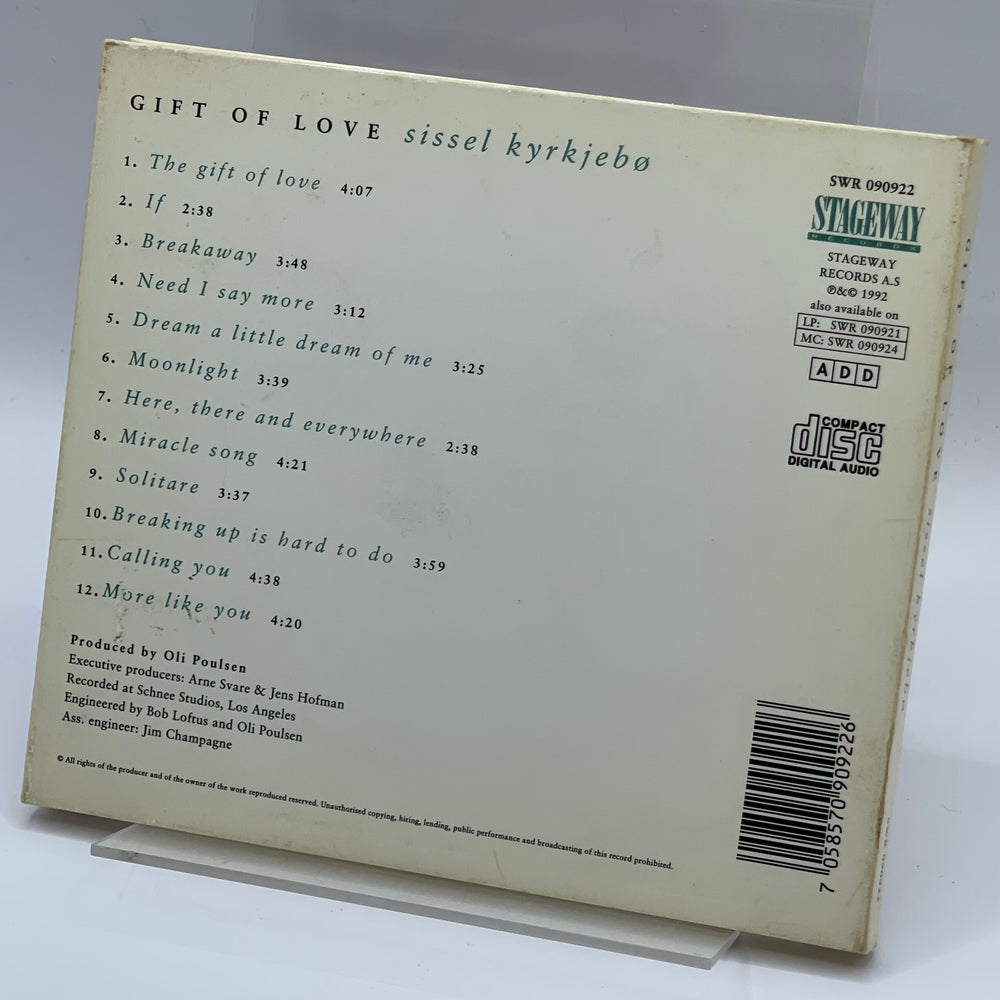 GIFT OF LOVE sissel kyrkjebø
1. The gift of love 4:07
2. If 2:38
3. Breakaway 3:48
4. Need I say more 3:12
5. Dream a little dream of me 3:25
6. Moonlight 3:39
7. Here, there and everywhere 2:38
8. Miracle song 4:21
9. Solitare 3:37
10. Breaking up is hard to do 3:59
11. Calling you 4:38
12. More like you 4:20
Produced by Oli Poulsen
Executive producers: Arne Svare & Jens Hofman
Recorded at Schnee Studios, Los Angeles
Engineered by Bob Loftus and Oli Poulsen
Ass. engineer: Jim Champagne
© All rights of the producer and of the owner of the work reproduced reserved. Unauthorised copying, hiring, lending, public performance and broadcasting of this record prohibited.
SWR 090922
STAGEWAY
RECORDS
STAGEWAY
RECORDS A.S
℗&© 1992
also available on
LP: SWR 090921
MC: SWR 090924
ADD
COMPACT
disc
DIGITAL AUDIO
7 058570 909226
GIFT OF LOVE sissel kyrkjebø